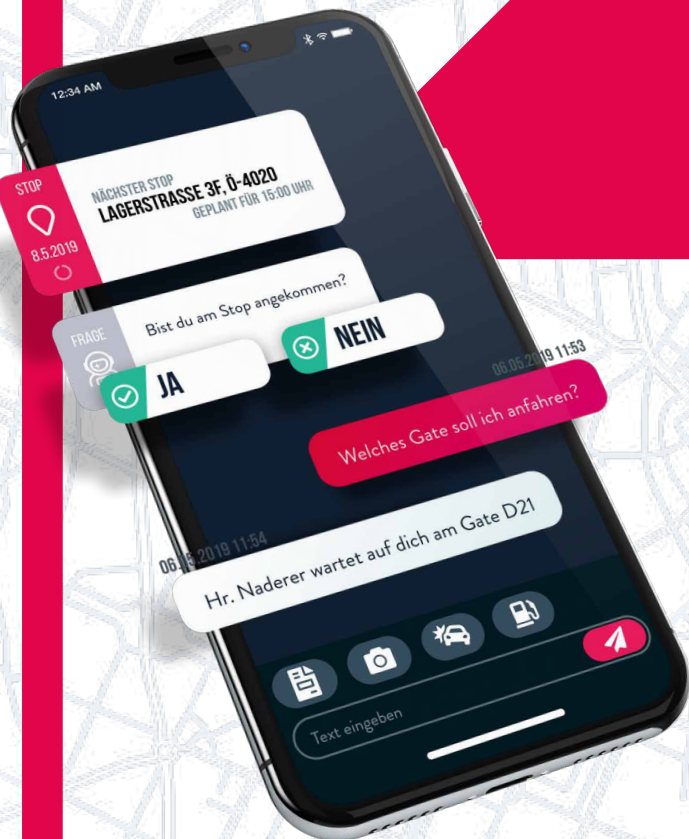 12:34 AM
STOP
8.5.2019
NÄCHSTER STOP
LAGERSTRASSE 3F, Ö-4020
GEPLANT FÜR 15:00 UHR
FRAGE
Bist du am Stop angekommen?
JA
NEIN
06.05.2019 11:53
Welches Gate soll ich anfahren?
06.05.2019 11:54
Hr. Naderer wartet auf dich am Gate D21
Text eingeben